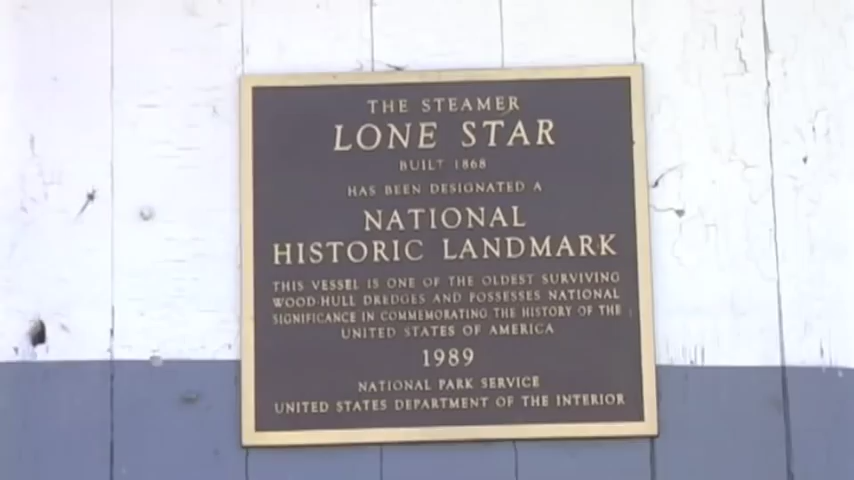 THE STEAMER
LONE STAR
BUILT 1868
HAS BEEN DESIGNATED A
NATIONAL
HISTORIC LANDMARK
THIS VESSEL IS ONE OF THE OLDEST SURVIVING
WOOD-HULL DREDGES AND POSSESSES NATIONAL
SIGNIFICANCE IN COMMEMORATING THE HISTORY OF THE
UNITED STATES OF AMERICA
1989
NATIONAL PARK SERVICE
UNITED STATES DEPARTMENT OF THE INTERIOR